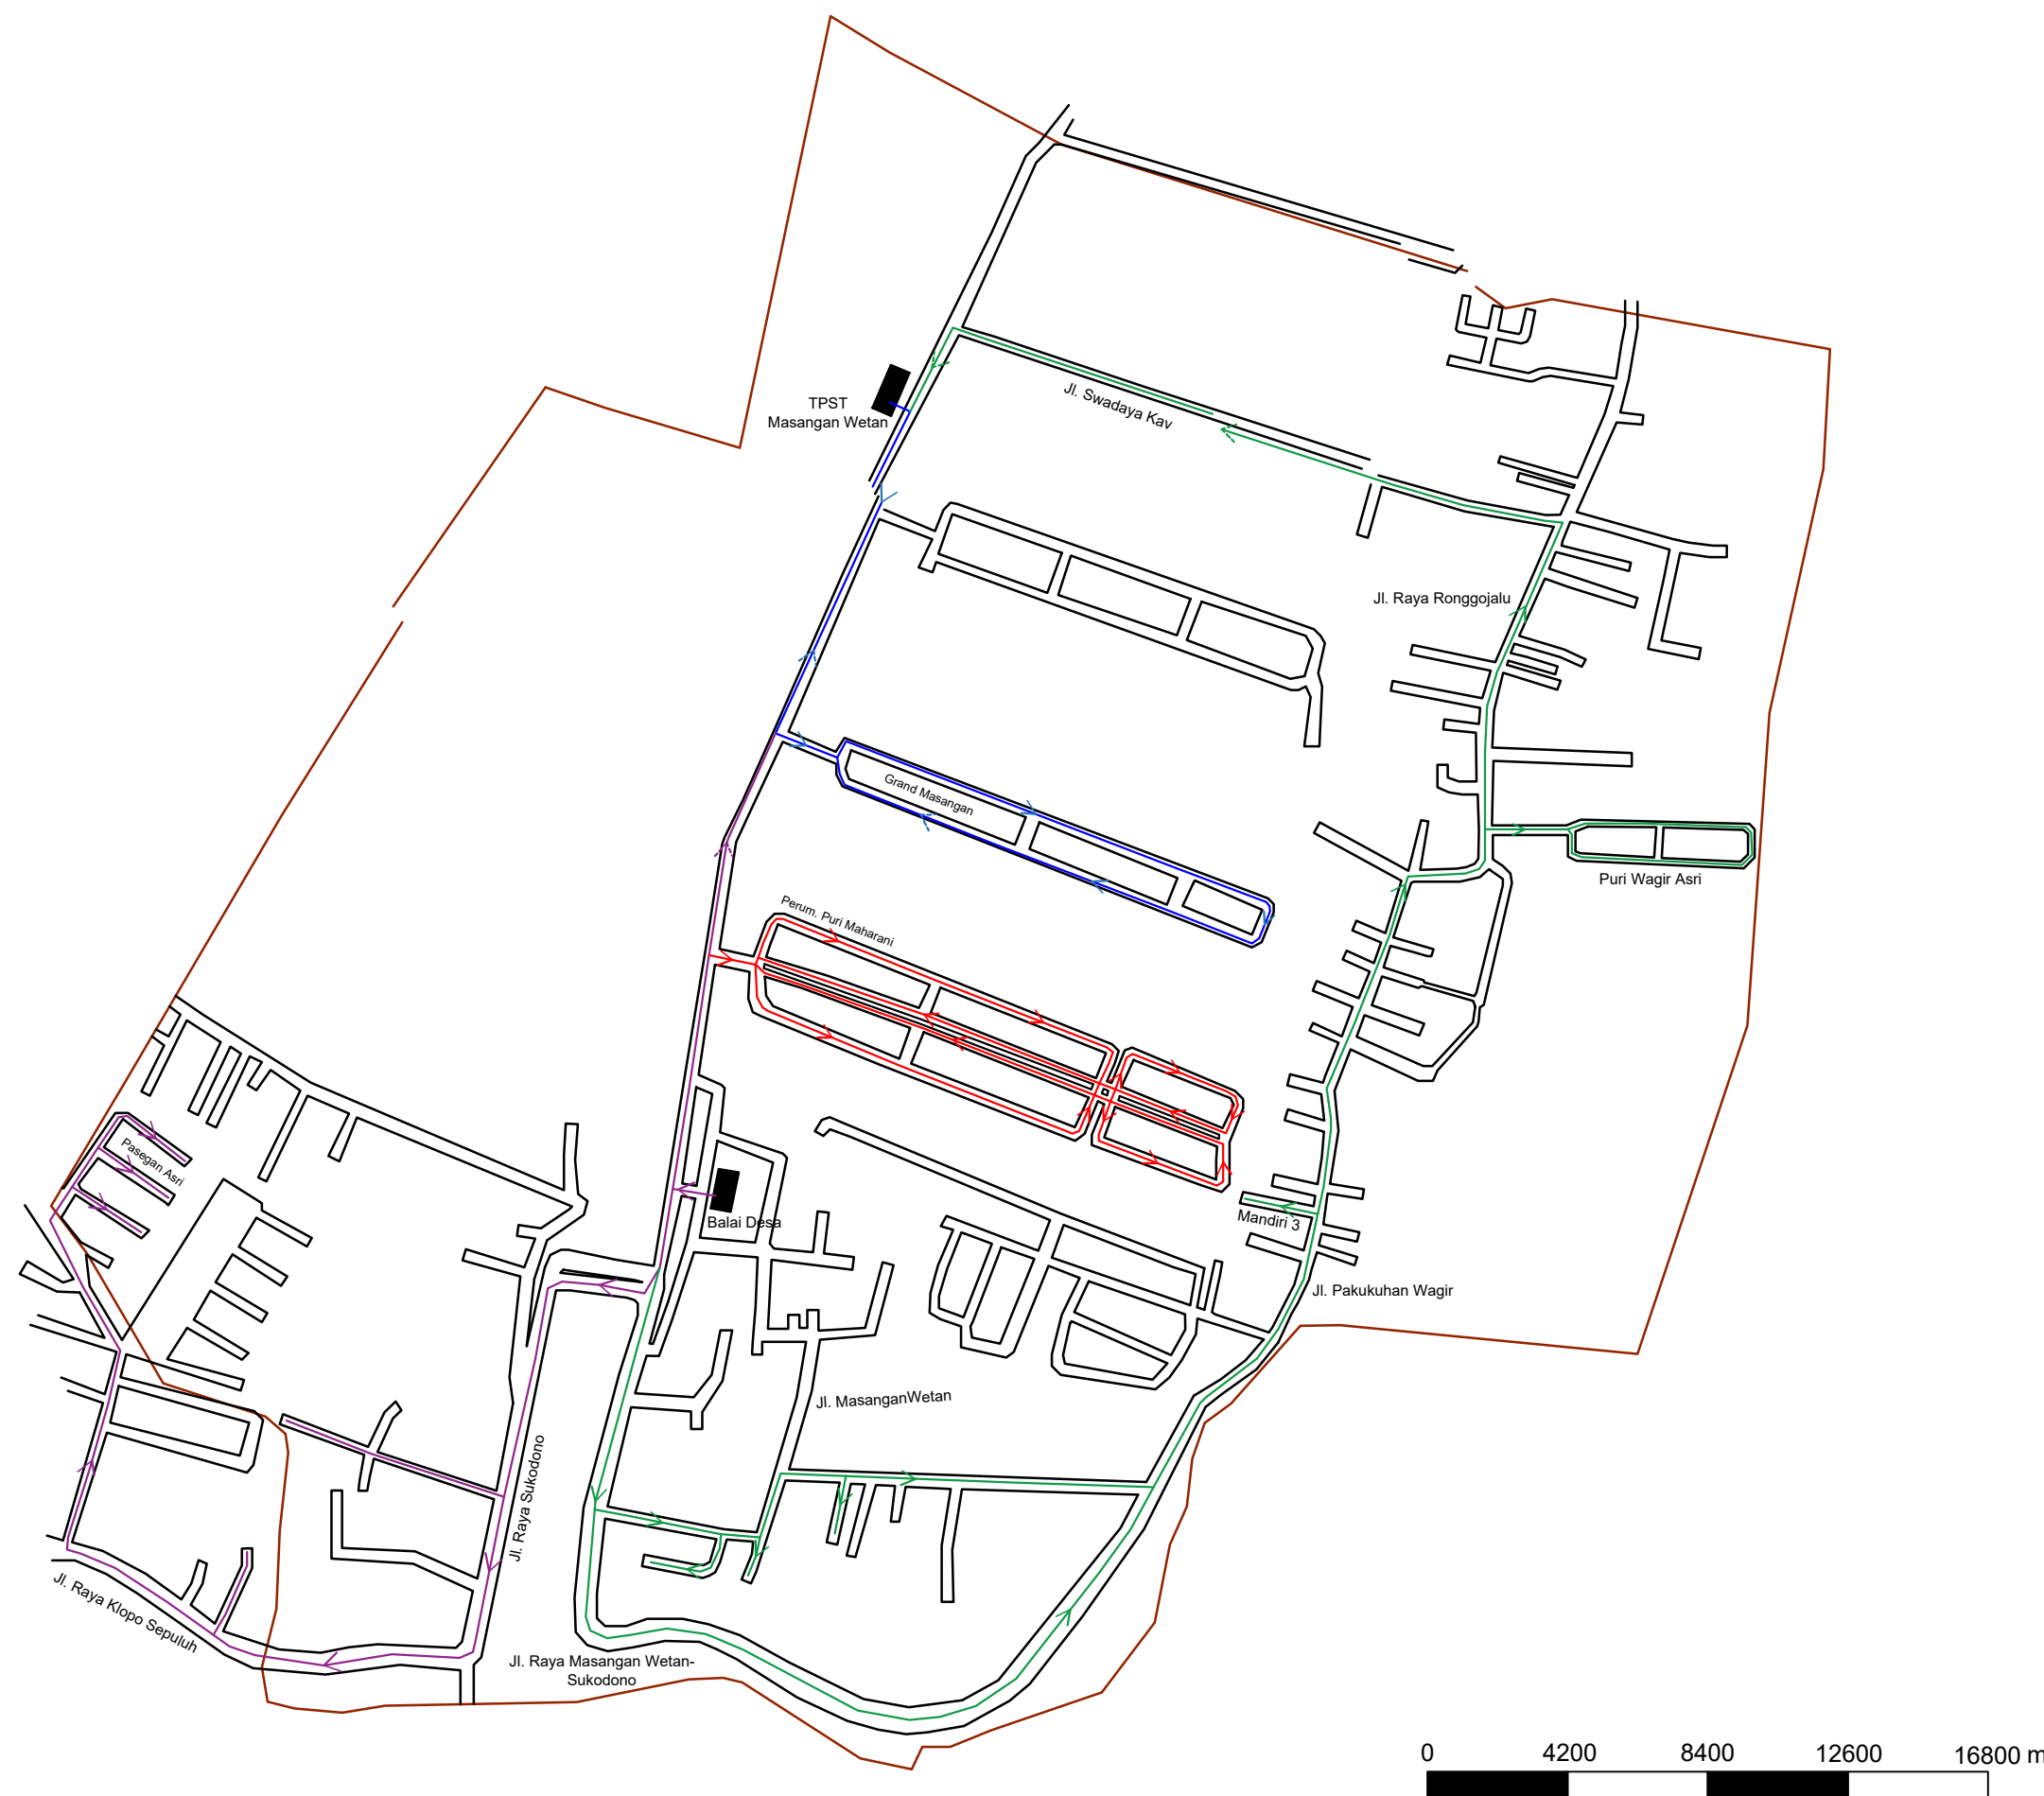 TPST
Masangan Wetan
Jl. Swadaya Kav
Jl. Raya Ronggojalu
Grand Masangan
Puri Wagir Asri
Perum. Puri Maharani
Pasegan Asri
Balai Desa
Mandiri 3
Jl. Pakukuhan Wagir
Jl. MasanganWetan
Jl. Raya Sukodono
Jl. Raya Klopo Sepuluh
Jl. Raya Masangan Wetan-
Sukodono
0 4200 8400 12600 16800 m